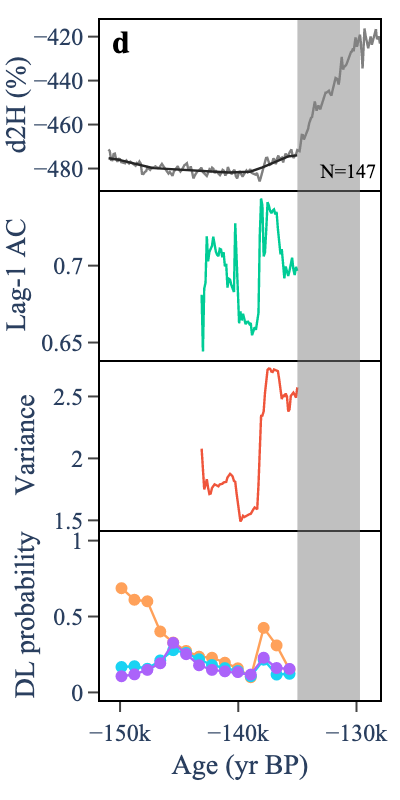 d
d2H (%)
−420
−440
−460
−480
N=147
Lag-1 AC
0.7
0.65
Variance
2.5
2
1.5
DL probability
1
0.5
0
−150k −140k −130k
Age (yr BP)